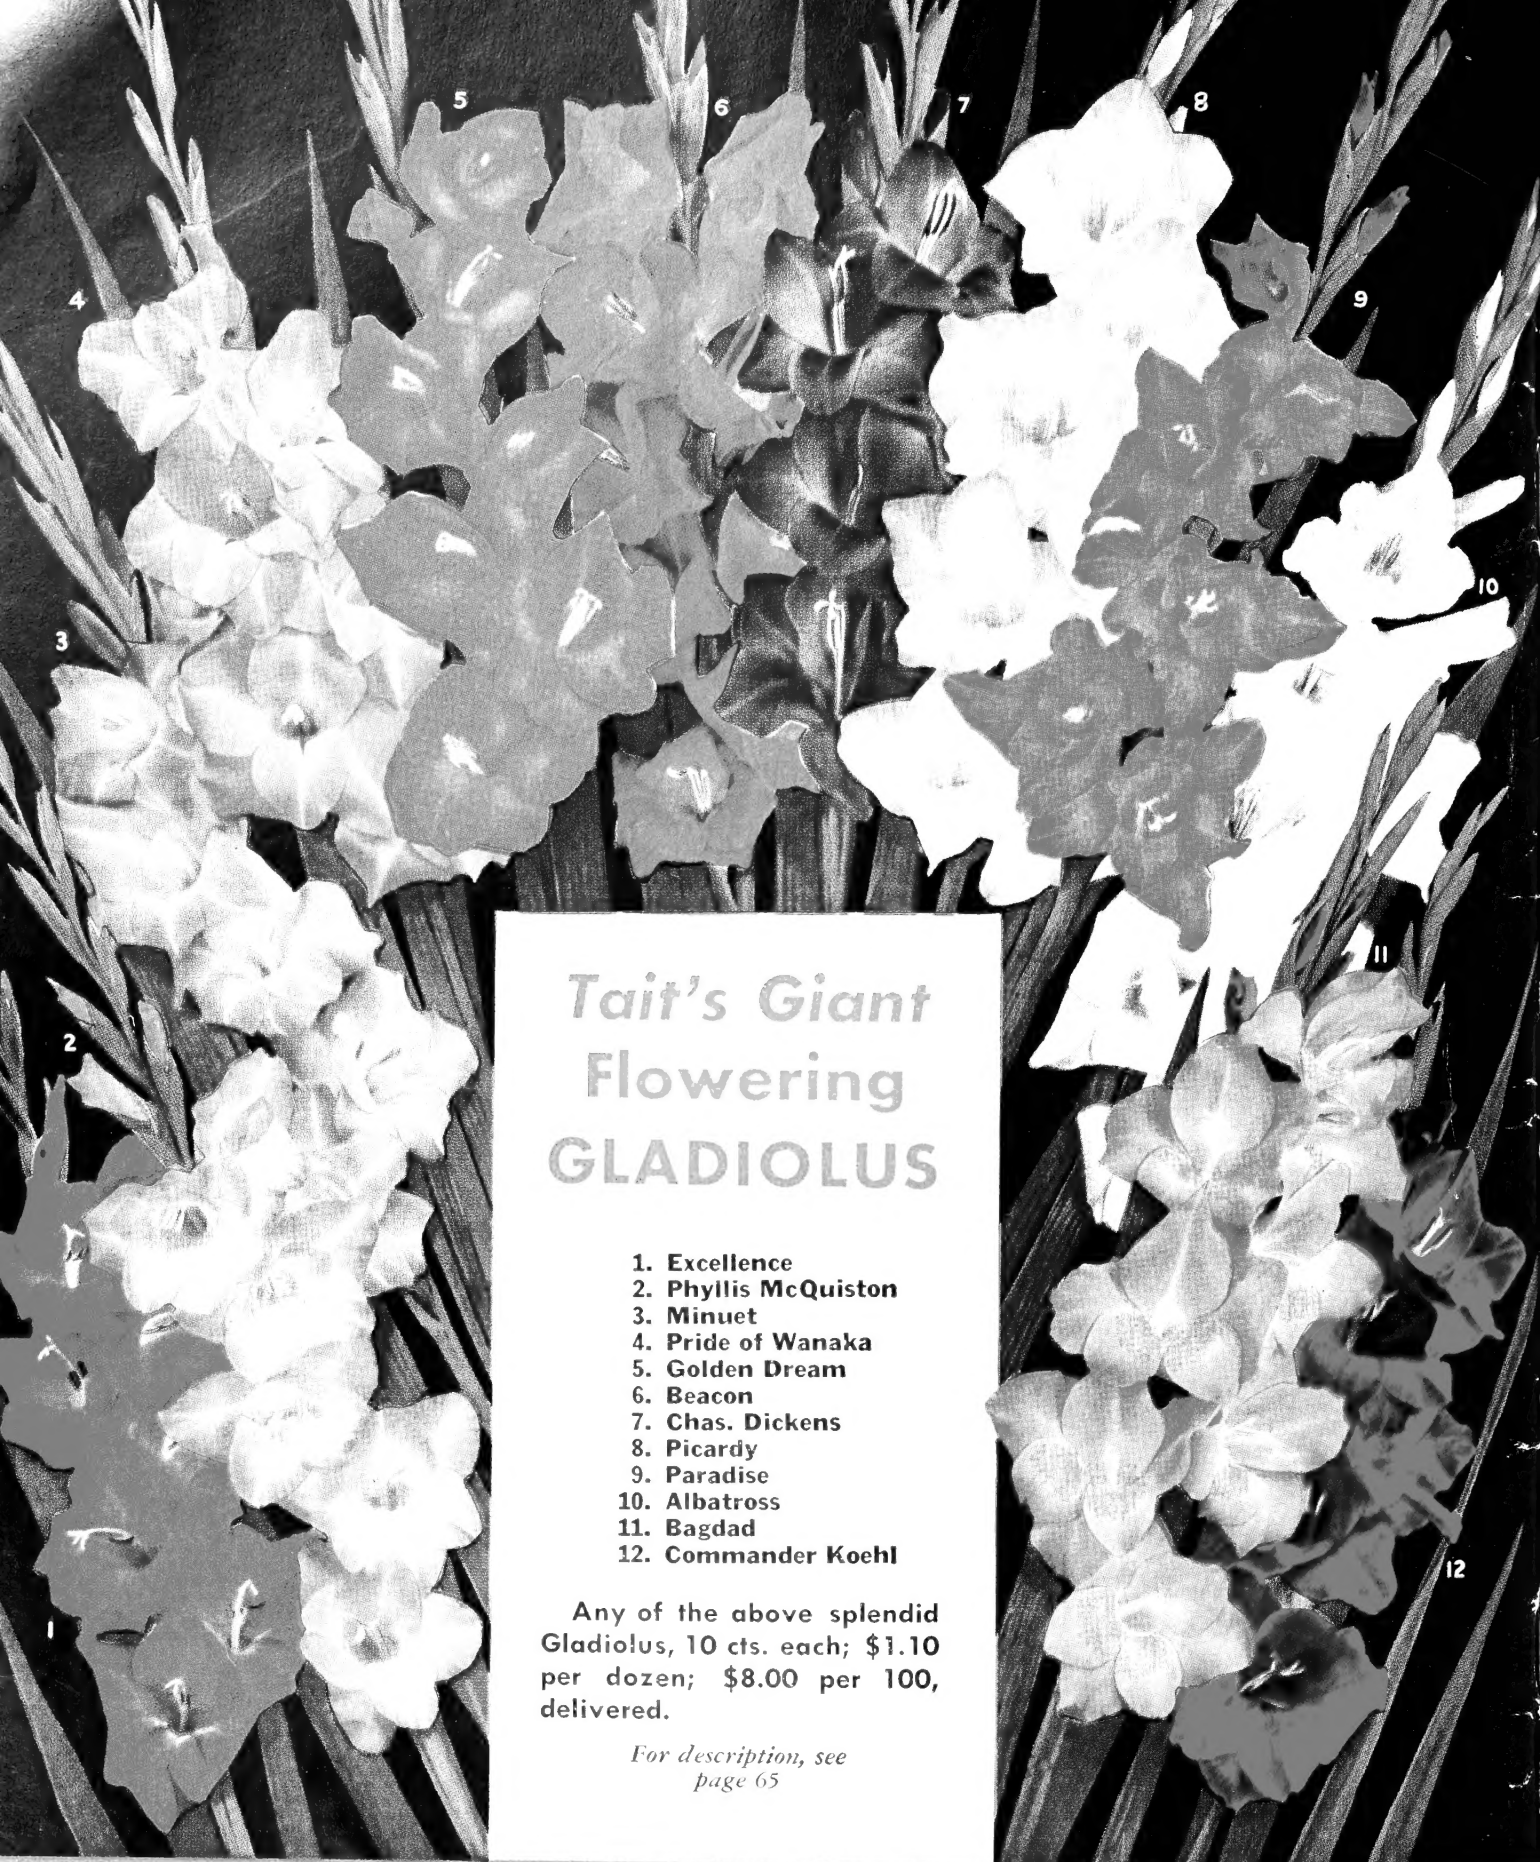 5
6
7
8
4
9
10
3
11
2
12
1
Tait's Giant
Flowering
GLADIOLUS
1. Excellence
2. Phyllis McQuiston
3. Minuet
4. Pride of Wanaka
5. Golden Dream
6. Beacon
7. Chas. Dickens
8. Picardy
9. Paradise
10. Albatross
11. Bagdad
12. Commander Koehl
Any of the above splendid
Gladiolus, 10 cts. each; $1.10
per dozen; $8.00 per 100,
delivered.
For description, see
page 65